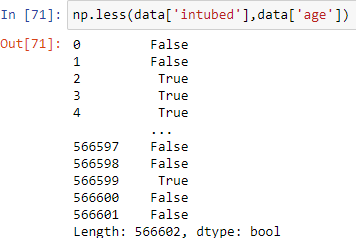 In [71]: np.less(data['intubed'],data['age'])
Out[71]: 0 False
1 False
2 True
3 True
4 True
...
566597 False
566598 False
566599 True
566600 False
566601 False
Length: 566602, dtype: bool